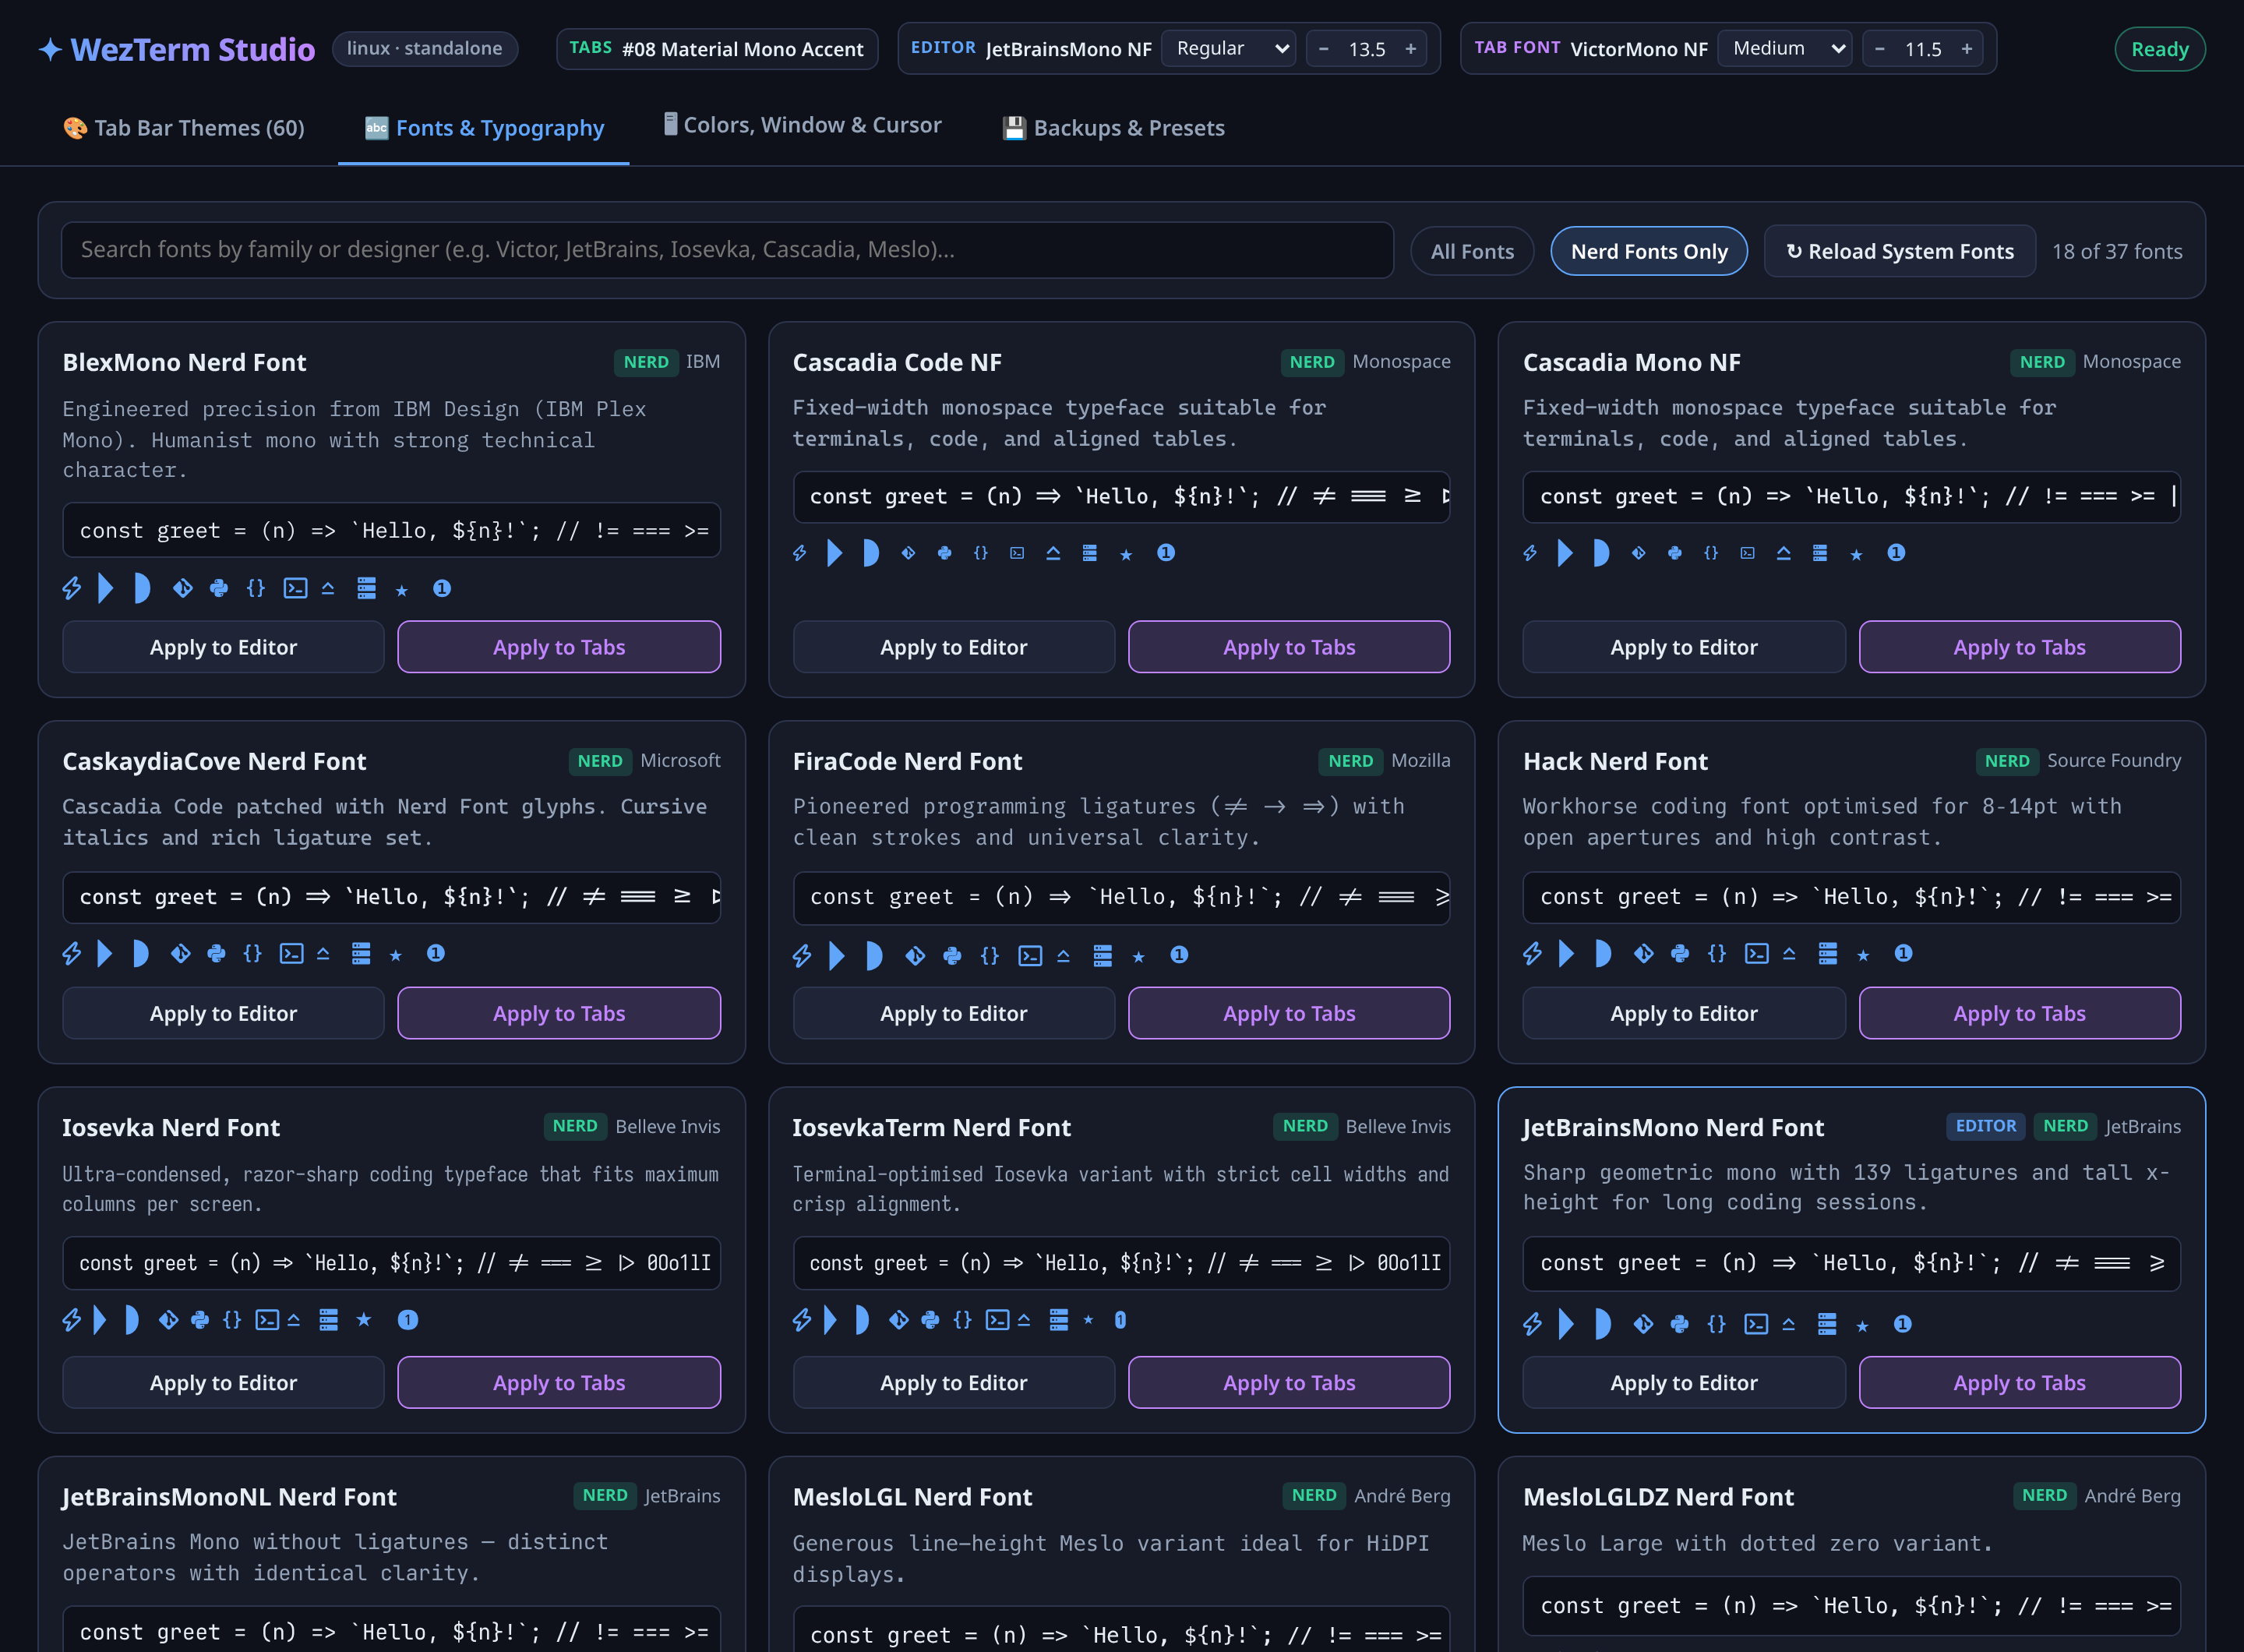 ✦ WezTerm Studio
linux · standalone
TABS #08 Material Mono Accent
EDITOR JetBrainsMono NF Regular − 13.5 +
TAB FONT VictorMono NF Medium − 11.5 +
Ready
🎨 Tab Bar Themes (60)
🔤 Fonts & Typography
🖥 Colors, Window & Cursor
💾 Backups & Presets
Search fonts by family or designer (e.g. Victor, JetBrains, Iosevka, Cascadia, Meslo)...
All Fonts
Nerd Fonts Only
↻ Reload System Fonts
18 of 37 fonts
BlexMono Nerd Font NERD IBM
Engineered precision from IBM Design (IBM Plex
Mono). Humanist mono with strong technical
character.
const greet = (n) => `Hello, ${n}!`; // != === >=
Apply to Editor
Apply to Tabs
Cascadia Code NF NERD Monospace
Fixed-width monospace typeface suitable for
terminals, code, and aligned tables.
const greet = (n) => `Hello, ${n}!`; // != === >= |>
Apply to Editor
Apply to Tabs
Cascadia Mono NF NERD Monospace
Fixed-width monospace typeface suitable for
terminals, code, and aligned tables.
const greet = (n) => `Hello, ${n}!`; // != === >= |
Apply to Editor
Apply to Tabs
CaskaydiaCove Nerd Font NERD Microsoft
Cascadia Code patched with Nerd Font glyphs. Cursive
italics and rich ligature set.
const greet = (n) => `Hello, ${n}!`; // != === >= |>
Apply to Editor
Apply to Tabs
FiraCode Nerd Font NERD Mozilla
Pioneered programming ligatures (!= -> =>) with
clean strokes and universal clarity.
const greet = (n) => `Hello, ${n}!`; // != === >=
Apply to Editor
Apply to Tabs
Hack Nerd Font NERD Source Foundry
Workhorse coding font optimised for 8-14pt with
open apertures and high contrast.
const greet = (n) => `Hello, ${n}!`; // != === >=
Apply to Editor
Apply to Tabs
Iosevka Nerd Font NERD Belleve Invis
Ultra-condensed, razor-sharp coding typeface that fits maximum
columns per screen.
const greet = (n) => `Hello, ${n}!`; // != === >= |> 0Oo1lI
Apply to Editor
Apply to Tabs
IosevkaTerm Nerd Font NERD Belleve Invis
Terminal-optimised Iosevka variant with strict cell widths and
crisp alignment.
const greet = (n) => `Hello, ${n}!`; // != === >= |> 0Oo1lI
Apply to Editor
Apply to Tabs
JetBrainsMono Nerd Font EDITOR NERD JetBrains
Sharp geometric mono with 139 ligatures and tall x-
height for long coding sessions.
const greet = (n) => `Hello, ${n}!`; // != === >=
Apply to Editor
Apply to Tabs
JetBrainsMonoNL Nerd Font NERD JetBrains
JetBrains Mono without ligatures — distinct
operators with identical clarity.
const greet = (n) => `Hello, ${n}!`; // != === >=
MesloLGL Nerd Font NERD André Berg
Generous line-height Meslo variant ideal for HiDPI
displays.
const greet = (n) => `Hello, ${n}!`; // != === >=
MesloLGLDZ Nerd Font NERD André Berg
Meslo Large with dotted zero variant.
const greet = (n) => `Hello, ${n}!`; // != === >=